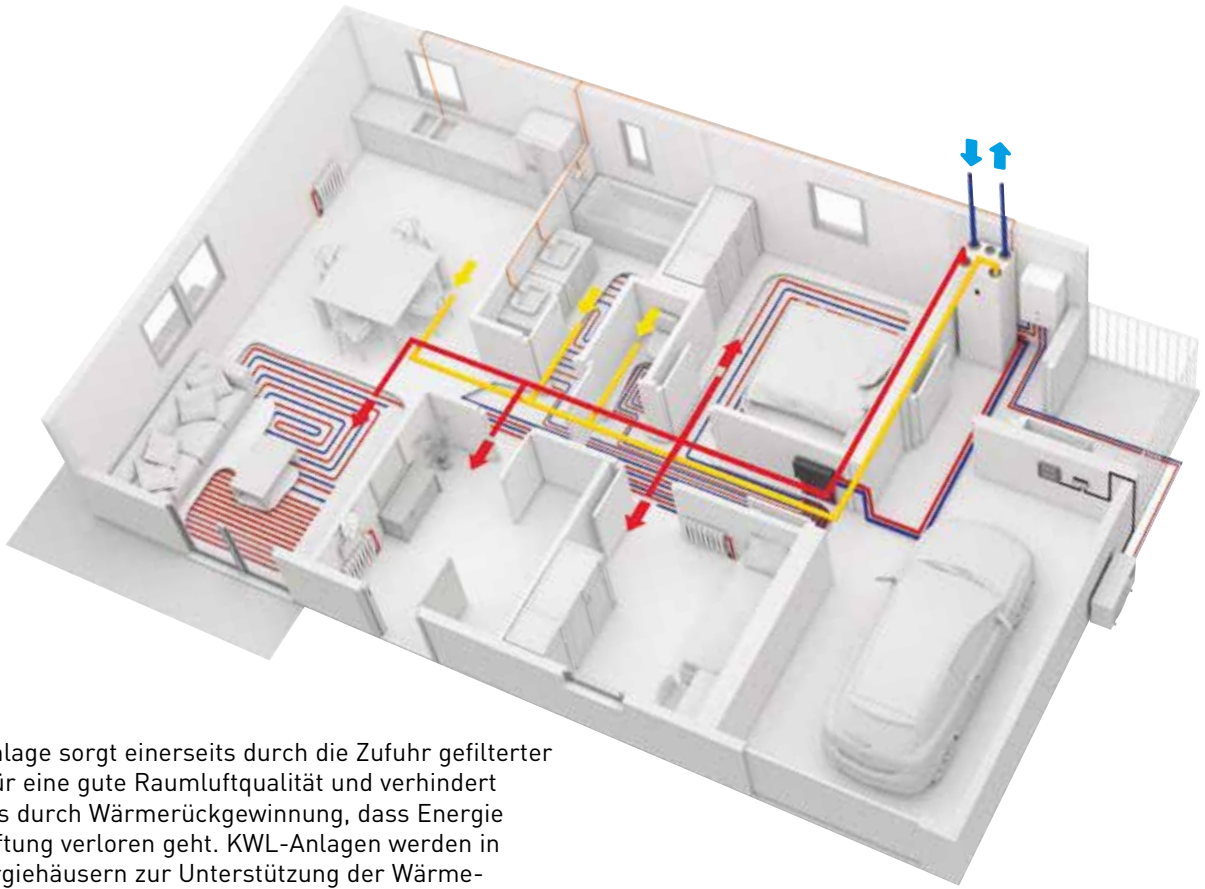 nlage sorgt einerseits durch die Zufuhr gefilterter
ür eine gute Raumluftqualität und verhindert
s durch Wärmerückgewinnung, dass Energie
ftung verloren geht. KWL-Anlagen werden in
rgiehäusern zur Unterstützung der Wärme-